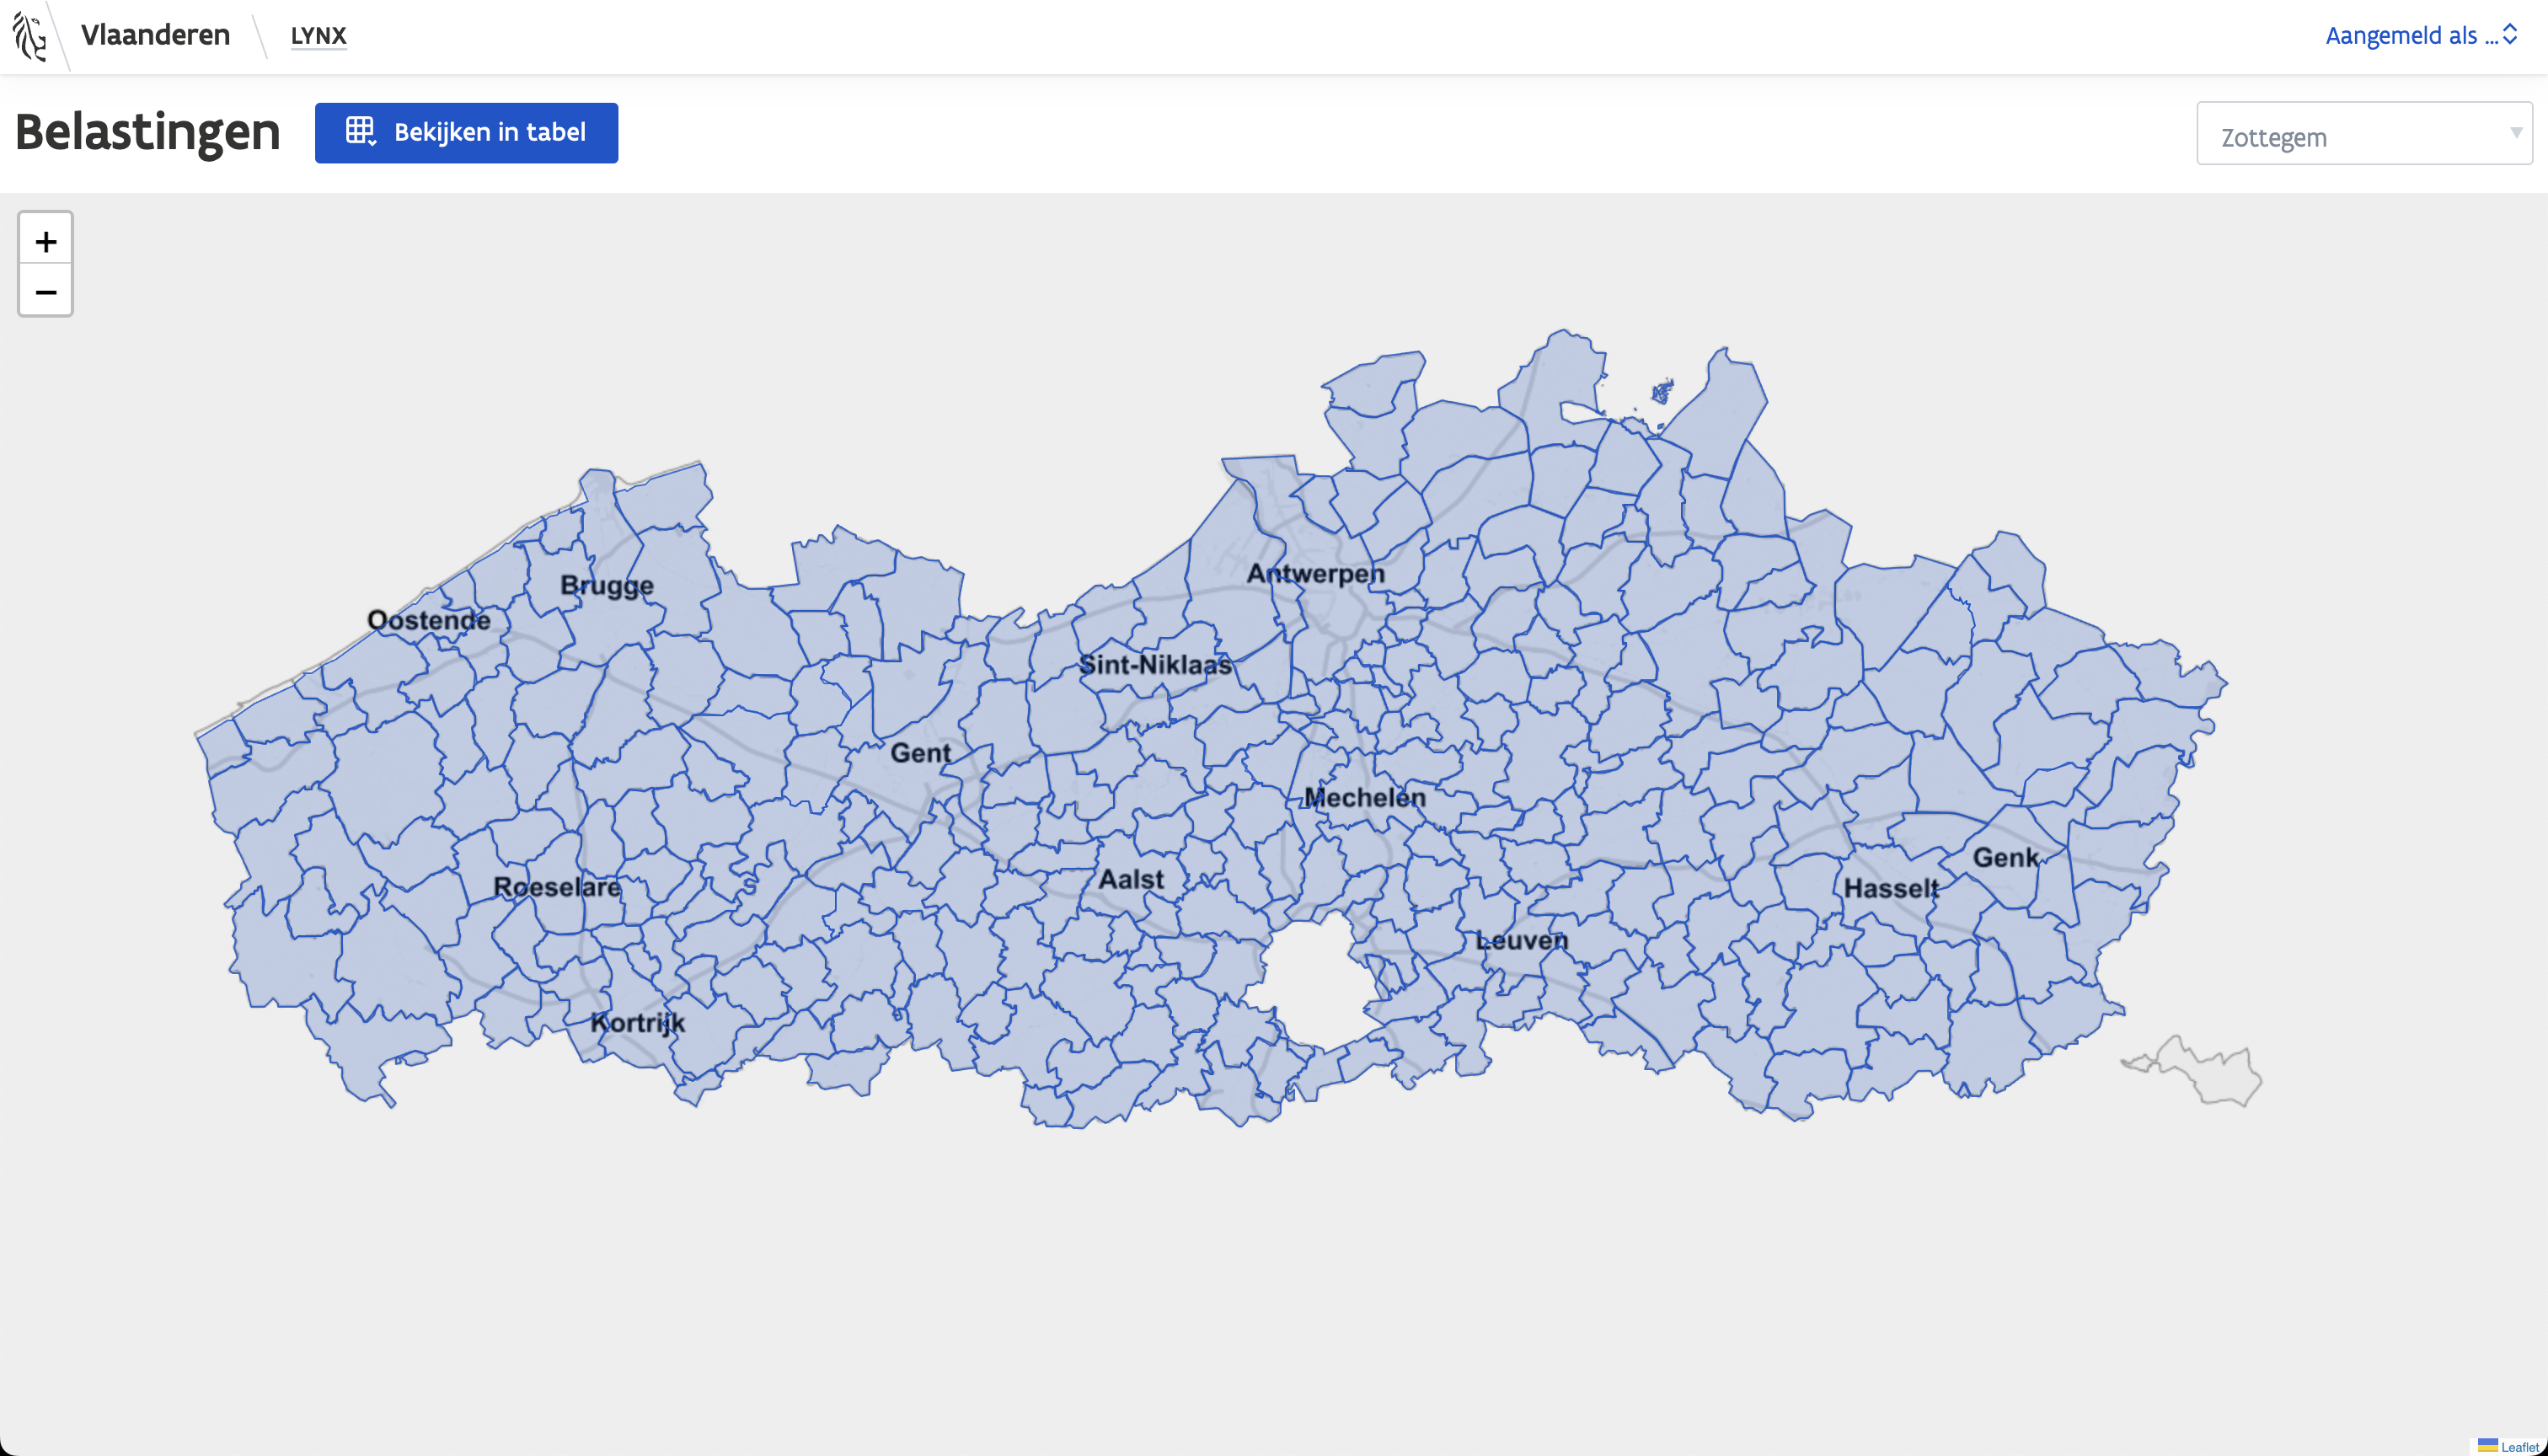 Vlaanderen
LYNX
Aangemeld als ...
Belastingen
Bekijken in tabel
Zottegem
+
−
Brugge
Antwerpen
Oostende
Sint-Niklaas
Gent
Mechelen
Genk
Aalst
Roeselare
Hasselt
Leuven
Kortrijk
Leaflet